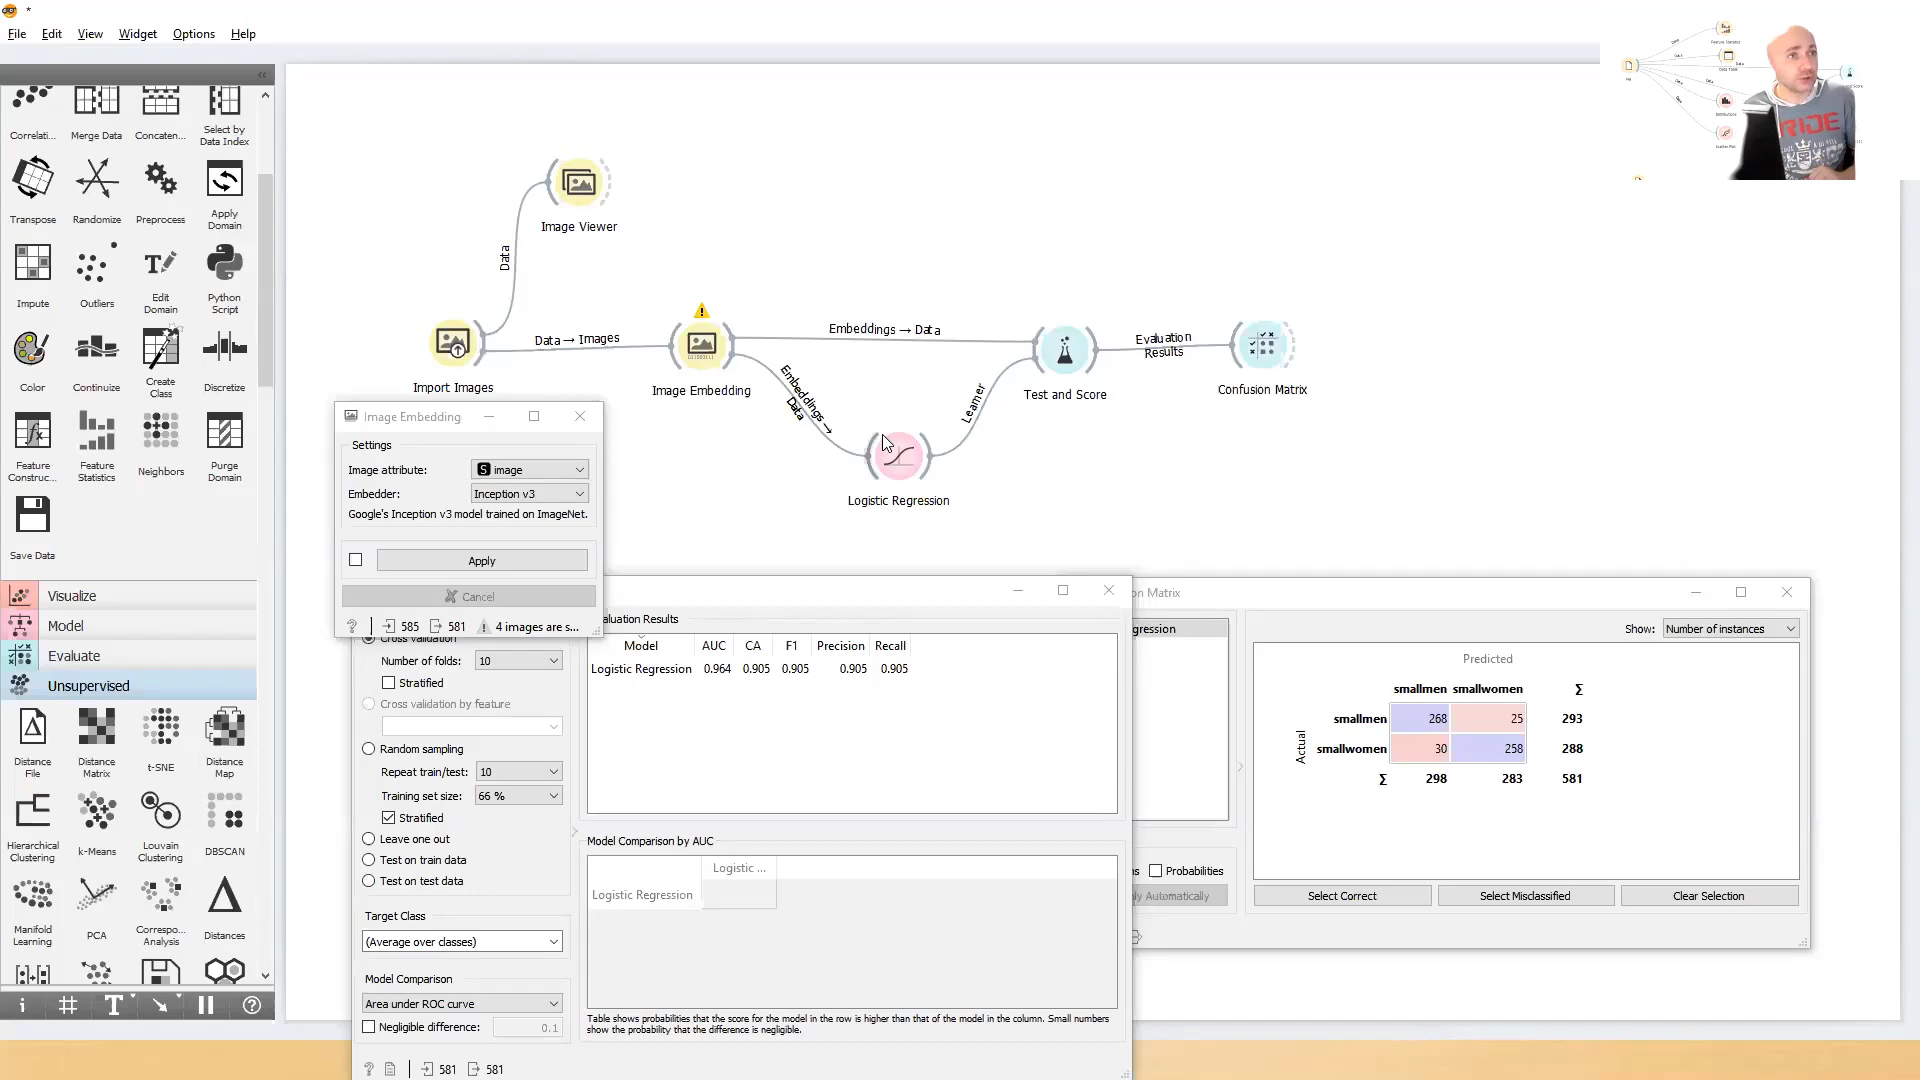 *
File Edit View Widget Options Help
Correlati... Merge Data Concaten... Select by Data Index
Transpose Randomize Preprocess Apply Domain
Impute Outliers Edit Domain Python Script
Color Continuize Create Class Discretize
Feature Construc... Feature Statistics Neighbors Purge Domain
Save Data
Visualize
Model
Evaluate
Unsupervised
Distance File Distance Matrix t-SNE Distance Map
Hierarchical Clustering k-Means Louvain Clustering DBSCAN
Manifold Learning PCA Correspo... Analysis Distances
Image Viewer
Data
Data → Images
Import Images
Image Embedding
Embeddings → Data
Embeddings → Data
Learner
Logistic Regression
Test and Score
Evaluation Results
Confusion Matrix
Image Embedding
Settings
Image attribute: S image
Embedder: Inception v3
Google's Inception v3 model trained on ImageNet.
Apply
Cancel
? 585 581 4 images are s...
Cross validation
Number of folds: 10
Stratified
Cross validation by feature
Random sampling
Repeat train/test: 10
Training set size: 66 %
Stratified
Leave one out
Test on train data
Test on test data
Target Class
(Average over classes)
Model Comparison
Area under ROC curve
Negligible difference: 0.1
? 581 581
valuation Results
Model AUC CA F1 Precision Recall
Logistic Regression 0.964 0.905 0.905 0.905 0.905
Model Comparison by AUC
Logistic ...
Logistic Regression
Table shows probabilities that the score for the model in the row is higher than that of the model in the column. Small numbers
show the probability that the difference is negligible.
on Matrix
gression
ns Probabilities
ly Automatically
Show: Number of instances
Predicted
smallmen smallwomen Σ
Actual
smallmen 268 25 293
smallwomen 30 258 288
Σ 298 283 581
Select Correct Select Misclassified Clear Selection